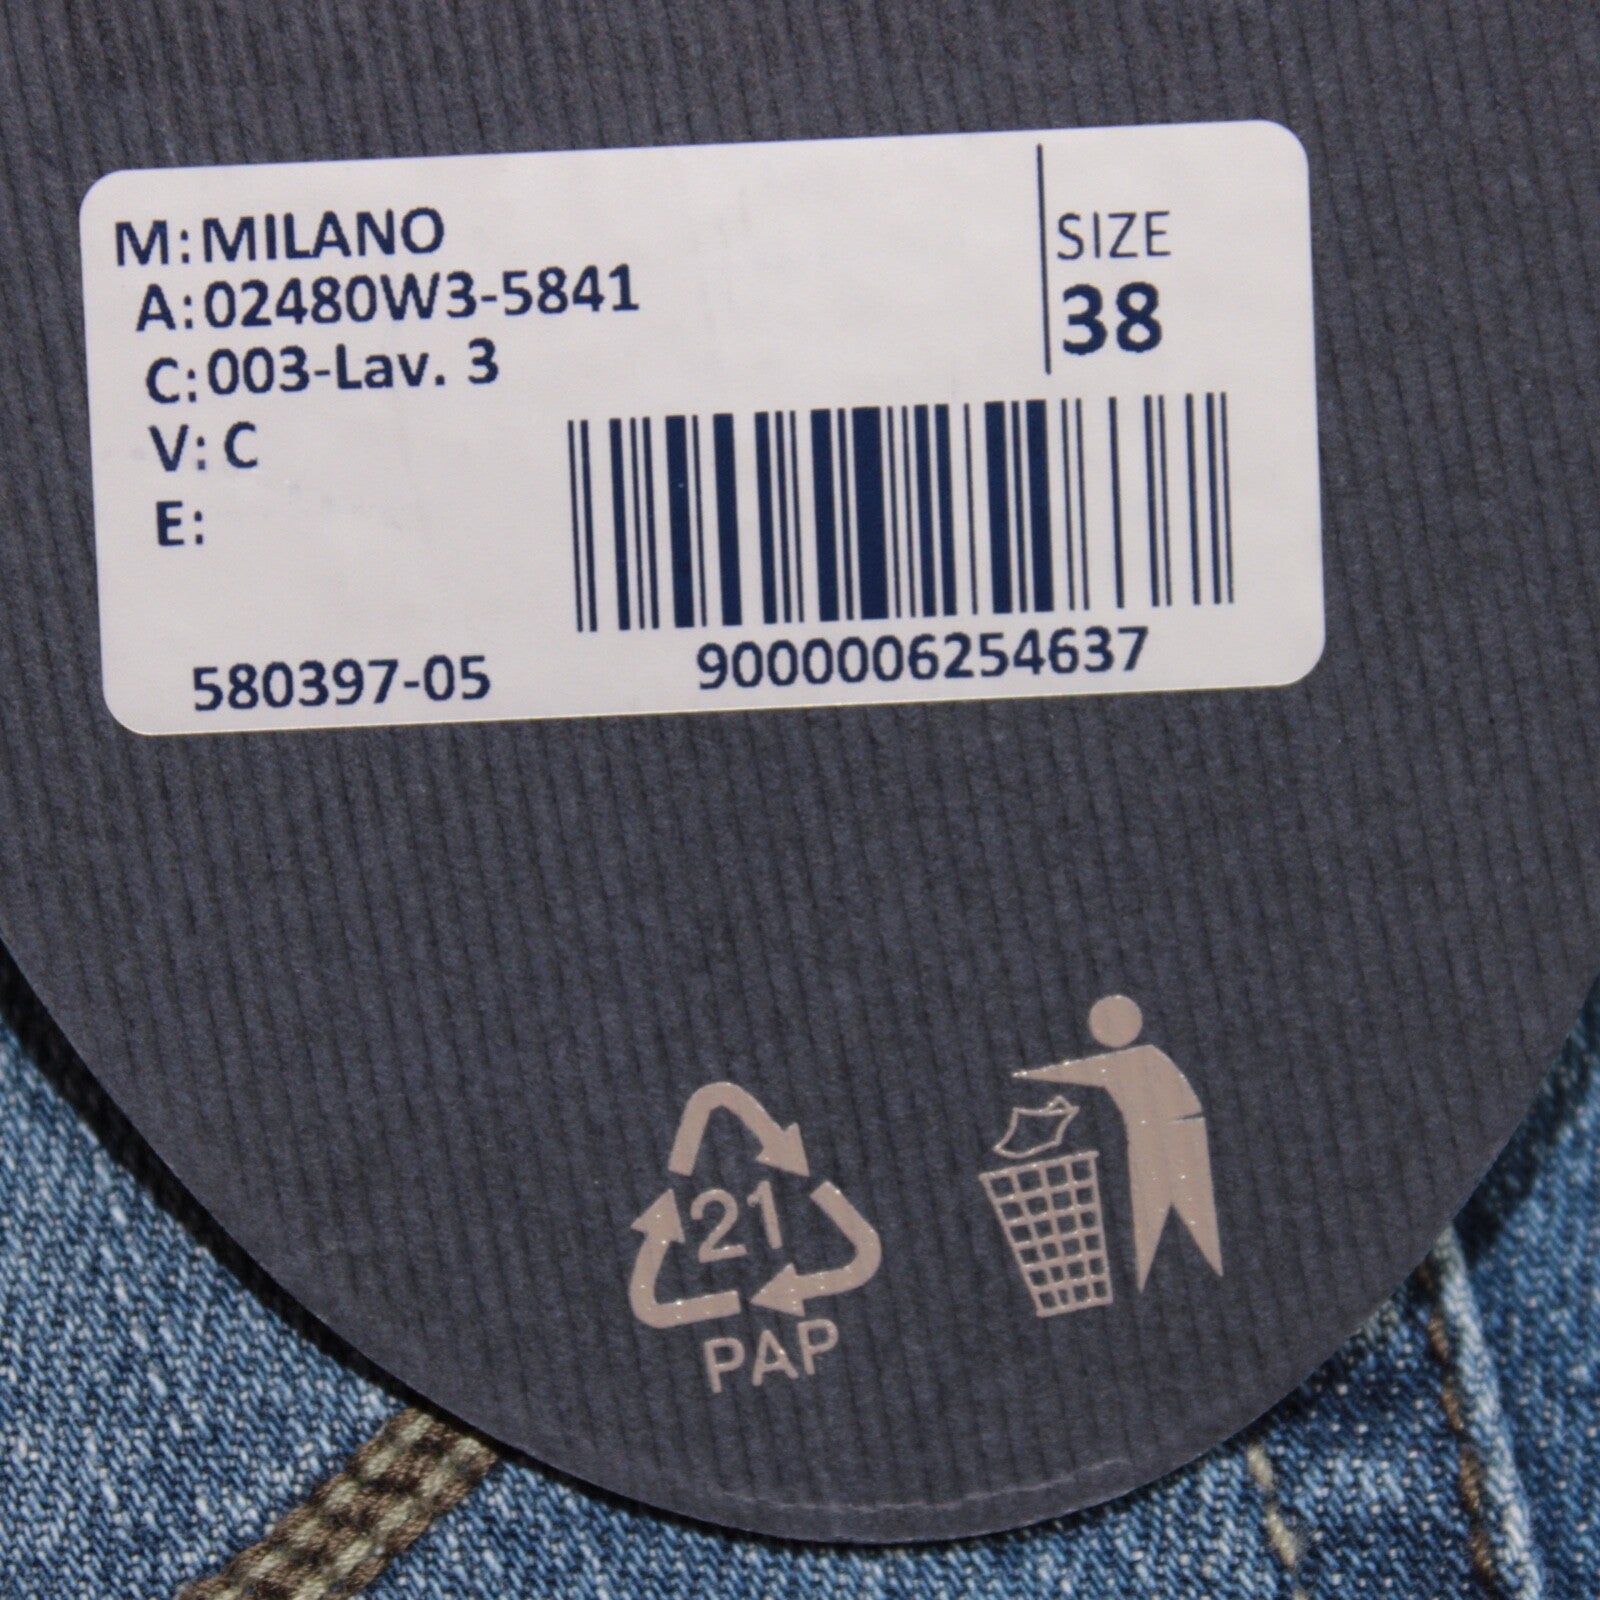 M: MILANO
A: 02480W3-5841
C: 003-Lav. 3
V: C
E:
SIZE
38
580397-05
9000006254637
21
PAP